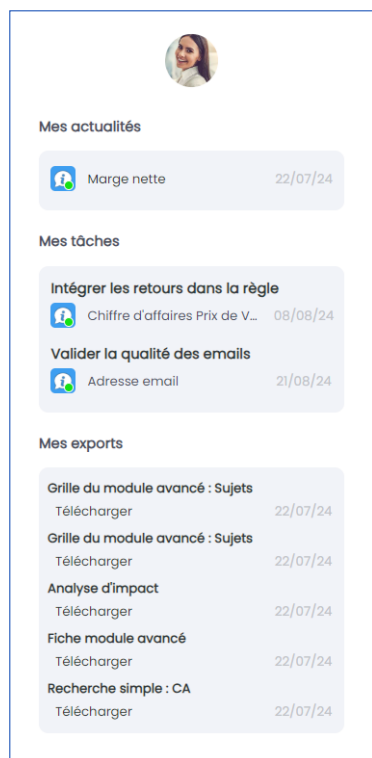 Mes actualités
Marge nette 22/07/24
Mes tâches
Intégrer les retours dans la règle
Chiffre d'affaires Prix de V... 08/08/24
Valider la qualité des emails
Adresse email 21/08/24
Mes exports
Grille du module avancé : Sujets
Télécharger 22/07/24
Grille du module avancé : Sujets
Télécharger 22/07/24
Analyse d'impact
Télécharger 22/07/24
Fiche module avancé
Télécharger 22/07/24
Recherche simple : CA
Télécharger 22/07/24